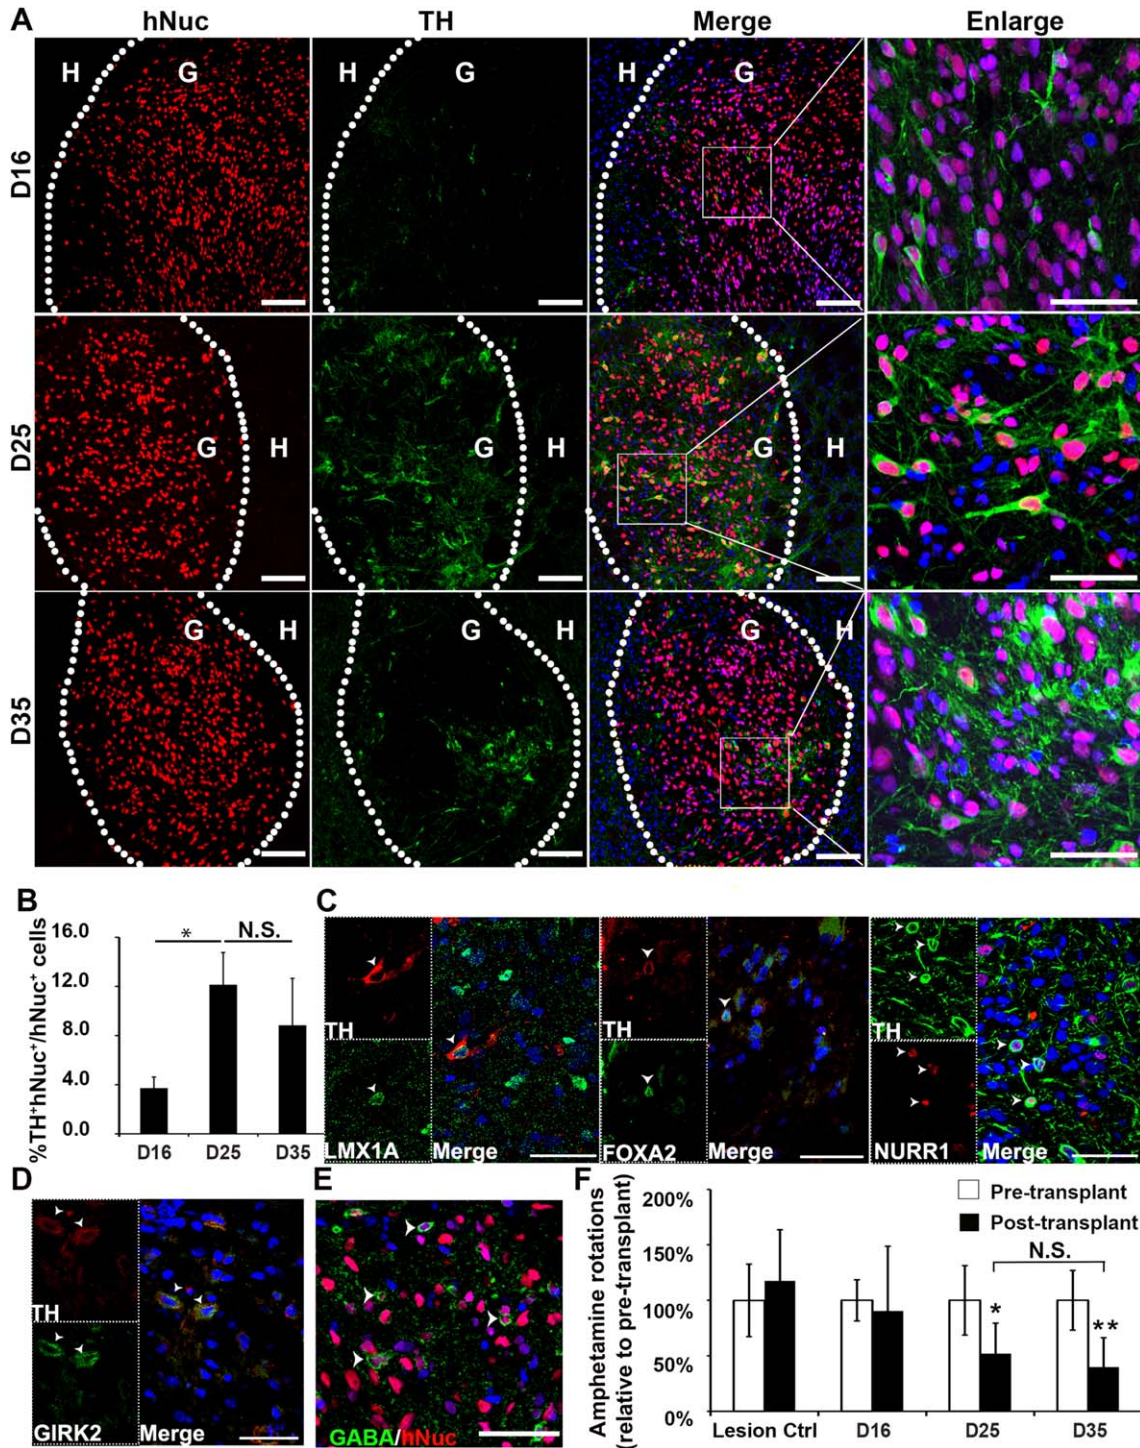 A
hNuc
TH
Merge
Enlarge
D16
H
G
H
G
H
G
D25
G
H
G
H
G
H
D35
G
H
G
H
G
H
B
%TH⁺hNuc⁺/hNuc⁺ cells
16.0
12.0
8.0
4.0
0.0
*
N.S.
D16
D25
D35
C
TH
LMX1A
Merge
TH
FOXA2
Merge
TH
NURR1
Merge
D
TH
GIRK2
Merge
E
GABA/hNuc
F
Amphetamine rotations
(relative to pre-transplant)
200%
150%
100%
50%
0%
Pre-transplant
Post-transplant
N.S.
*
**
Lesion Ctrl
D16
D25
D35